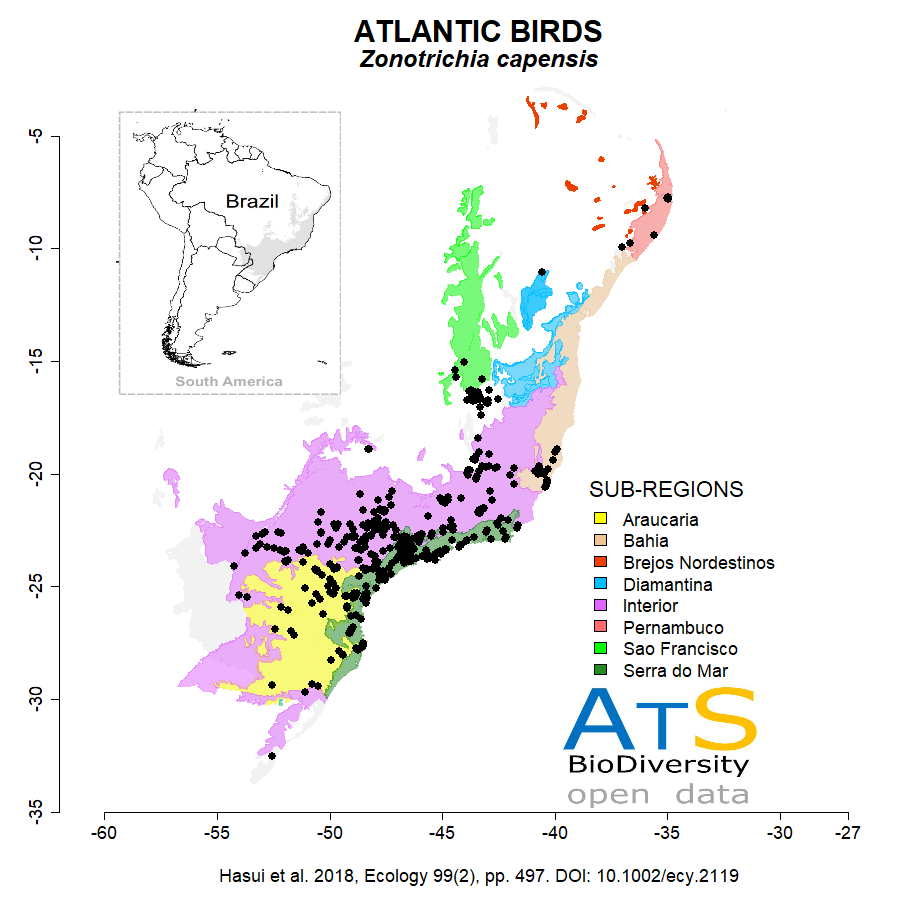 ATLANTIC BIRDS
Zonotrichia capensis
-5
-10
-15
-20
-25
-30
-35
Brazil
South America
SUB-REGIONS
Araucaria
Bahia
Brejos Nordestinos
Diamantina
Interior
Pernambuco
Sao Francisco
Serra do Mar
ATS
BioDiversity
open data
-60
-55
-50
-45
-40
-35
-30
-27
Hasui et al. 2018, Ecology 99(2), pp. 497. DOI: 10.1002/ecy.2119